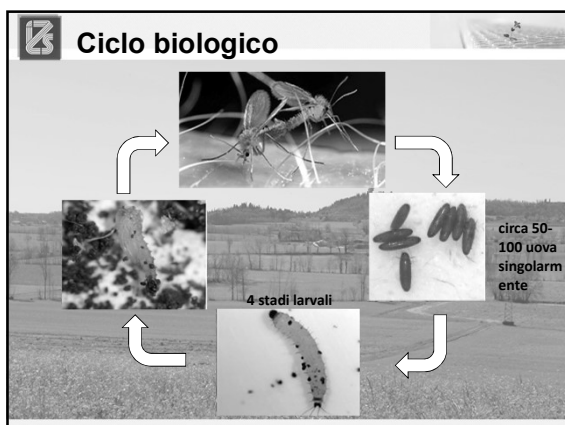 Ciclo biologico
circa 50-
100 uova
singolarm
ente
4 stadi larvali